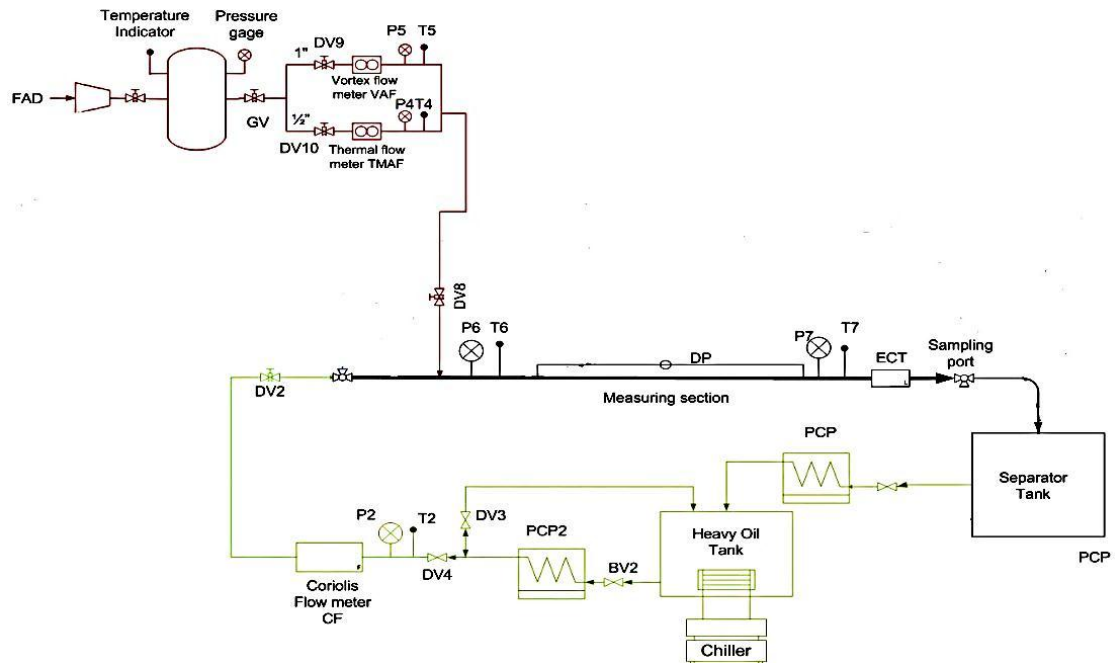 Temperature
Indicator
Pressure
gage
DV9
P5
T5
1"
Vortex flow
meter VAF
FAD
GV
P4
T4
½"
DV10
Thermal flow
meter TMAF
DV8
P6
T6
DP
P7
T7
ECT
Sampling
port
DV2
Measuring section
L
PCP
Separator
Tank
P2
T2
DV3
PCP2
Heavy Oil
Tank
BV2
DV4
PCP
F
Coriolis
Flow meter
CF
Chiller